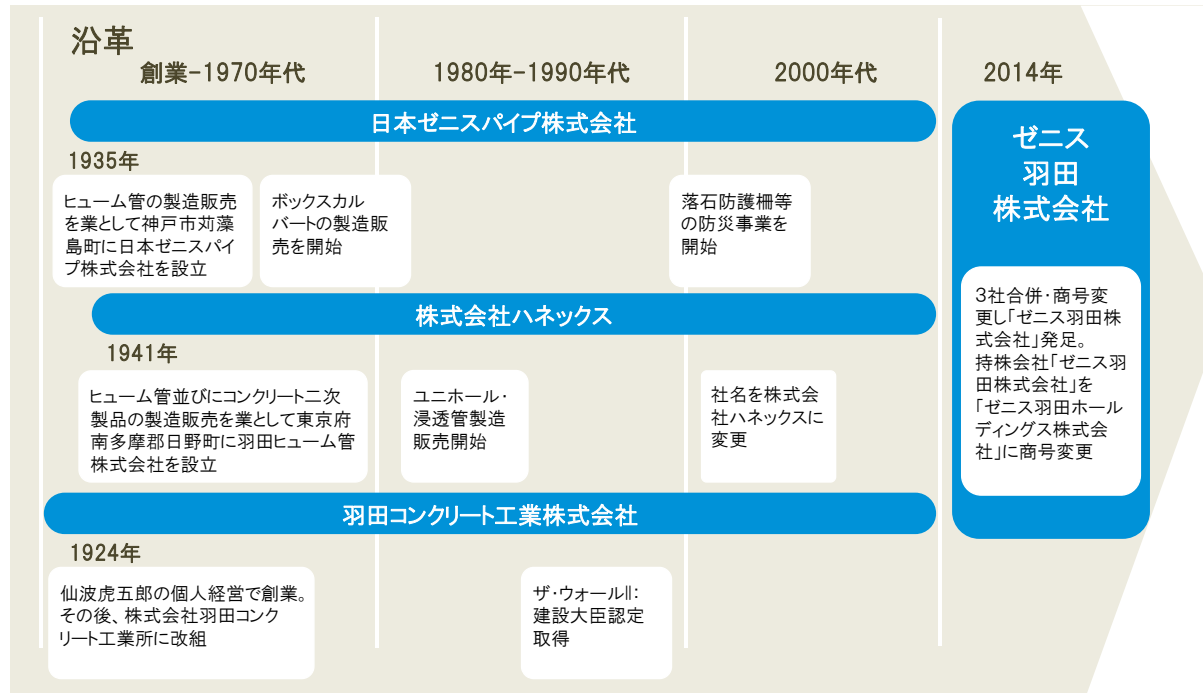 沿革
創業-1970年代
1980年-1990年代
2000年代
2014年
日本ゼニスパイプ株式会社
1935年
ヒューム管の製造販売
を業として神戸市苅藻
島町に日本ゼニスパイ
プ株式会社を設立
ボックスカル
バートの製造販
売を開始
落石防護柵等
の防災事業を
開始
株式会社ハネックス
1941年
ヒューム管並びにコンクリート二次
製品の製造販売を業として東京府
南多摩郡日野町に羽田ヒューム管
株式会社を設立
ユニホール・
浸透管製造
販売開始
社名を株式会
社ハネックスに
変更
羽田コンクリート工業株式会社
1924年
仙波虎五郎の個人経営で創業。
その後、株式会社羽田コンク
リート工業所に改組
ザ・ウォールⅡ:
建設大臣認定
取得
ゼニス
羽田
株式会社
3社合併・商号変
更し「ゼニス羽田株
式会社」発足。
持株会社「ゼニス羽
田株式会社」を
「ゼニス羽田ホール
ディングス株式会
社」に商号変更